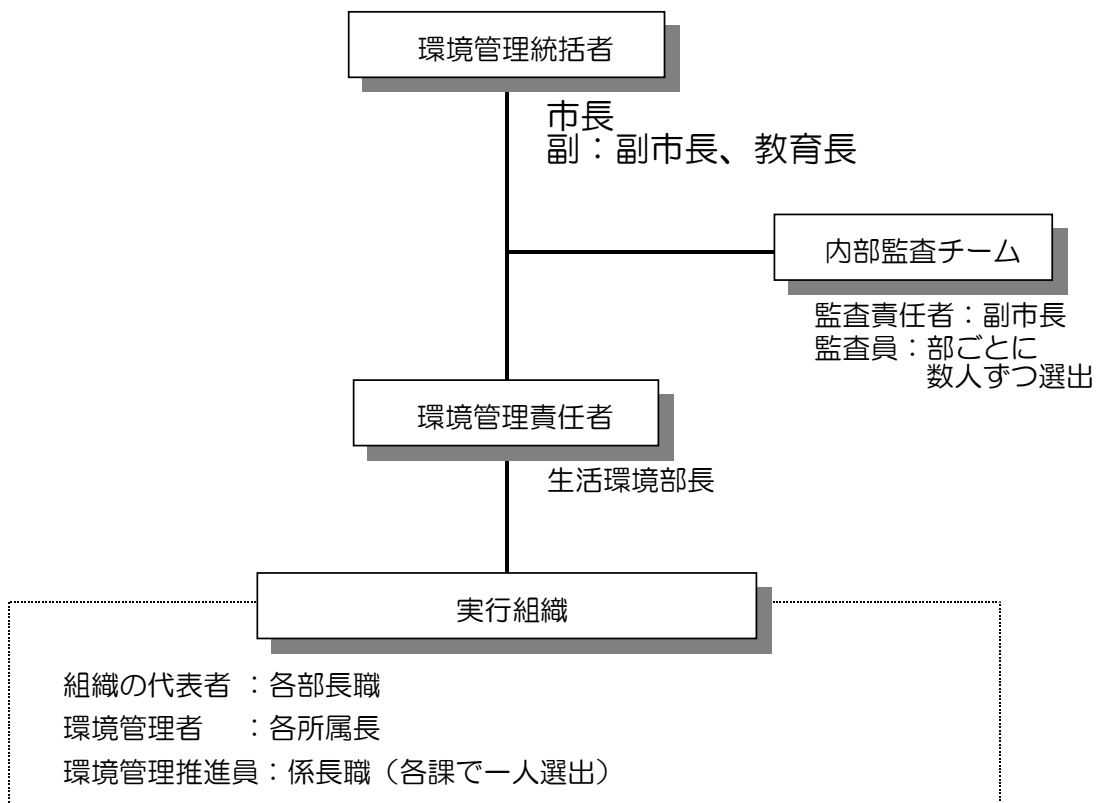 環境管理統括者
市長
副：副市長、教育長
内部監査チーム
監査責任者：副市長
監査員：部ごとに
数人ずつ選出
環境管理責任者
生活環境部長
実行組織
組織の代表者 ：各部長職
環境管理者　 ：各所属長
環境管理推進員：係長職（各課で一人選出）